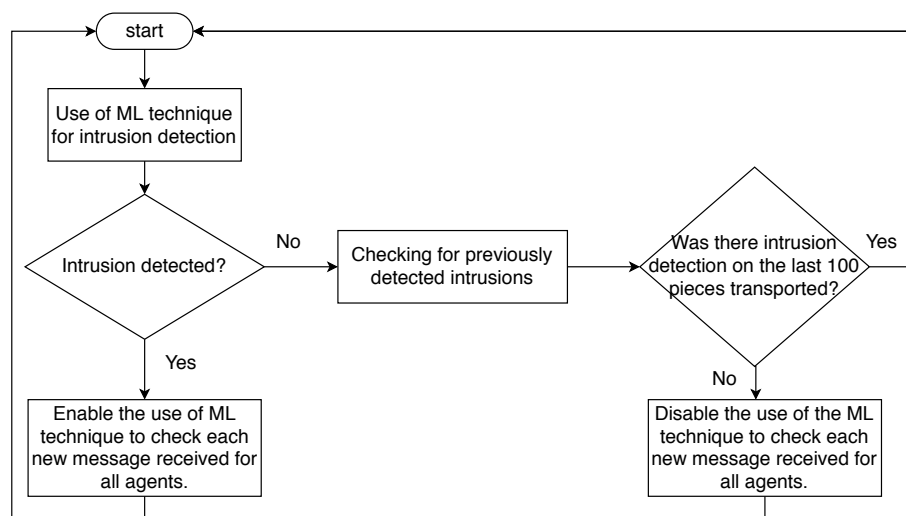 start
Use of ML technique
for intrusion detection
Intrusion detected?
No
Checking for previously
detected intrusions
Was there intrusion
detection on the last 100
pieces transported?
Yes
Yes
Enable the use of ML
technique to check each
new message received for
all agents.
No
Disable the use of the ML
technique to check each
new message received for
all agents.